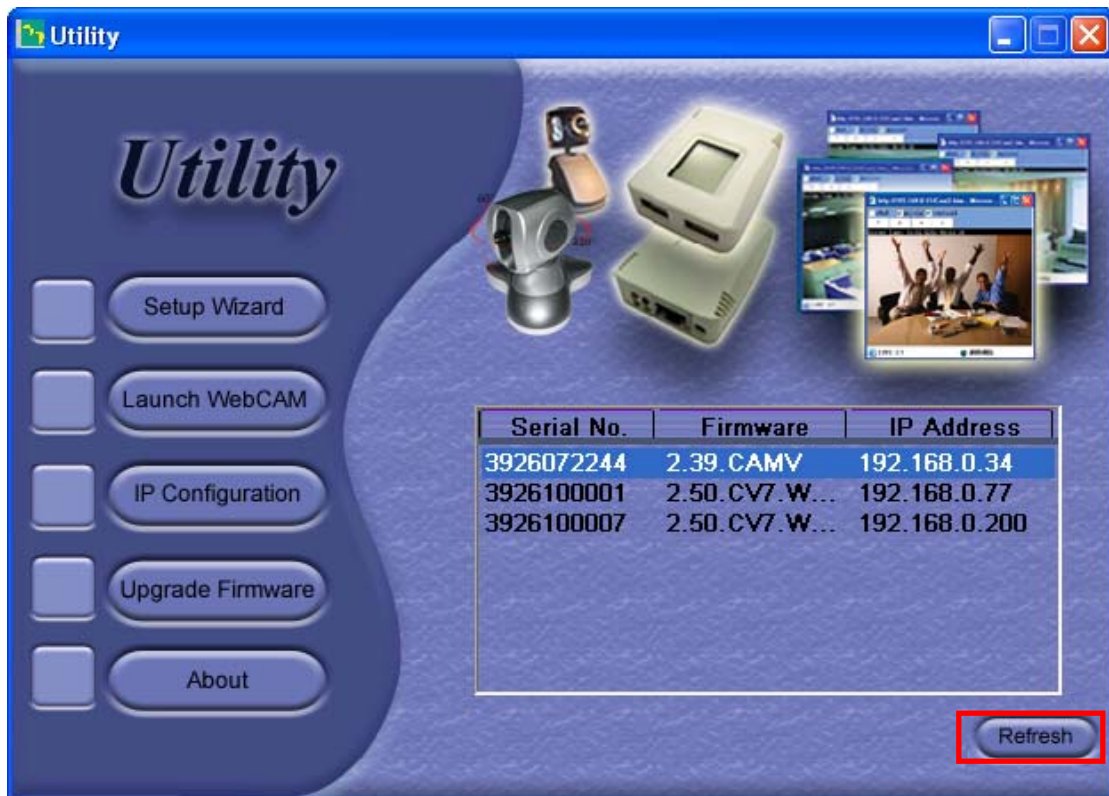 Utility
Utility
Setup Wizard
Launch WebCAM
IP Configuration
Upgrade Firmware
About
Serial No. Firmware IP Address
3926072244 2.39.CAMV 192.168.0.34
3926100001 2.50.CV7.W... 192.168.0.77
3926100007 2.50.CV7.W... 192.168.0.200
Refresh